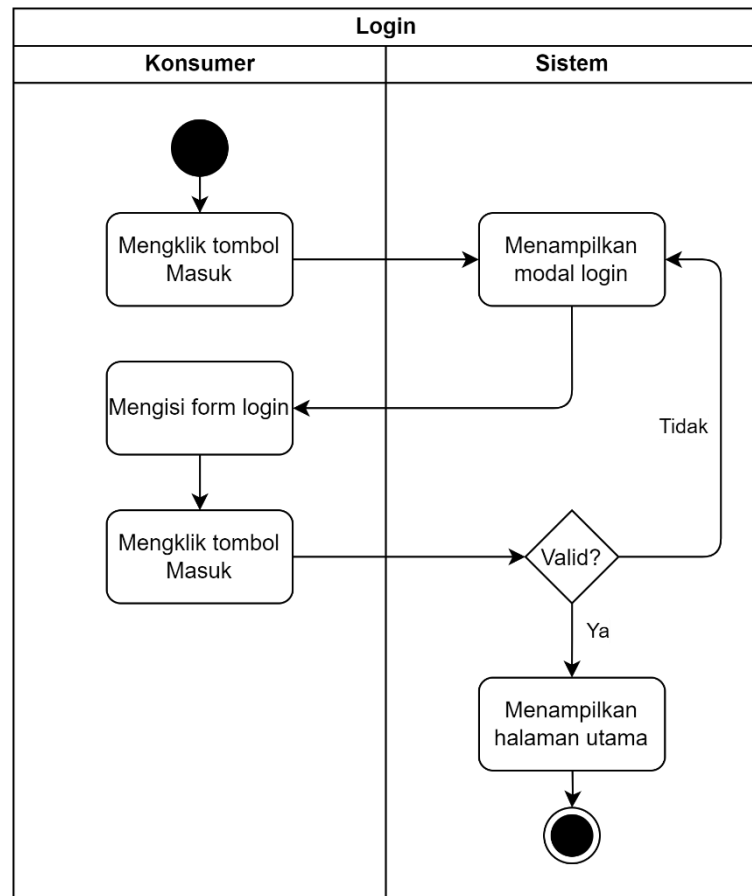 Login
Konsumer
Sistem
Mengklik tombol
Masuk
Menampilkan
modal login
Mengisi form login
Tidak
Mengklik tombol
Masuk
Valid?
Ya
Menampilkan
halaman utama